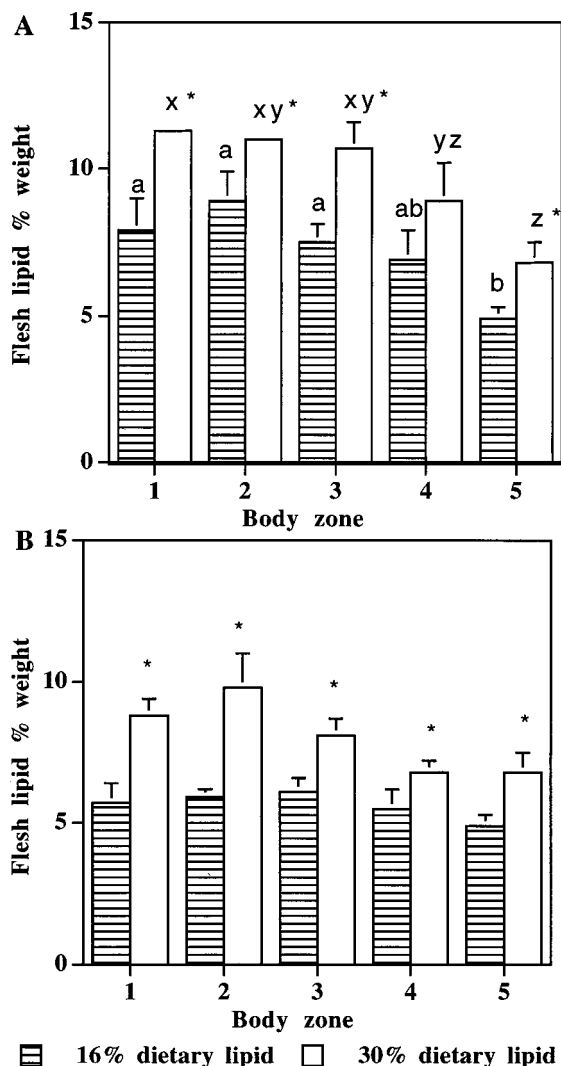 A
15
10
5
0
Flesh lipid % weight
a
x *
a
xy *
a
xy *
ab
yz
b
z *
1 2 3 4 5
Body zone
B
15
10
5
0
Flesh lipid % weight
*
*
*
*
*
1 2 3 4 5
Body zone
16% dietary lipid 30% dietary lipid